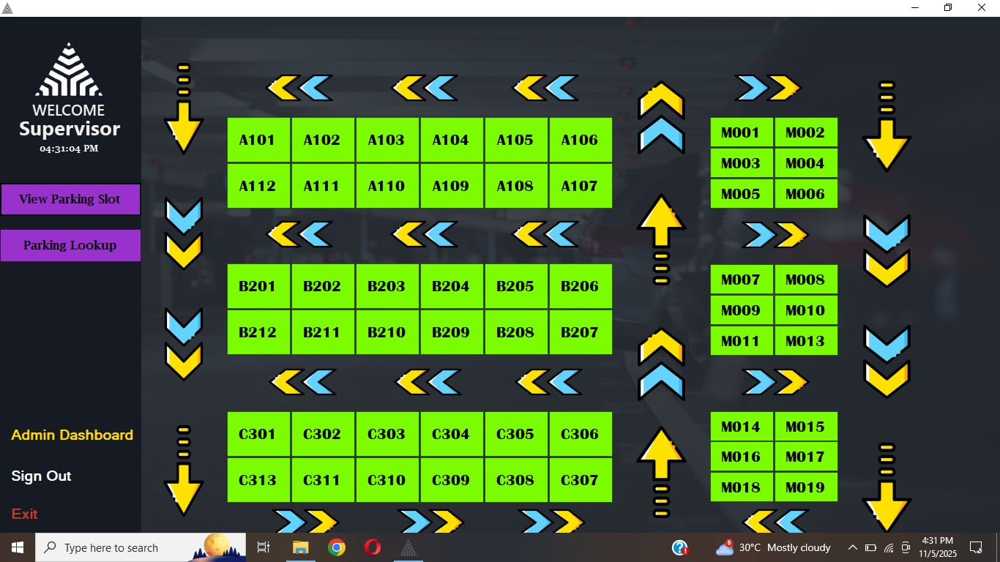 WELCOME
Supervisor
04:31:04 PM
View Parking Slot
Parking Lookup
Admin Dashboard
Sign Out
Exit
A101 A102 A103 A104 A105 A106
A112 A111 A110 A109 A108 A107
B201 B202 B203 B204 B205 B206
B212 B211 B210 B209 B208 B207
C301 C302 C303 C304 C305 C306
C313 C311 C310 C309 C308 C307
M001 M002
M003 M004
M005 M006
M007 M008
M009 M010
M011 M013
M014 M015
M016 M017
M018 M019
Type here to search
6
30°C Mostly cloudy
4:31 PM
11/5/2025